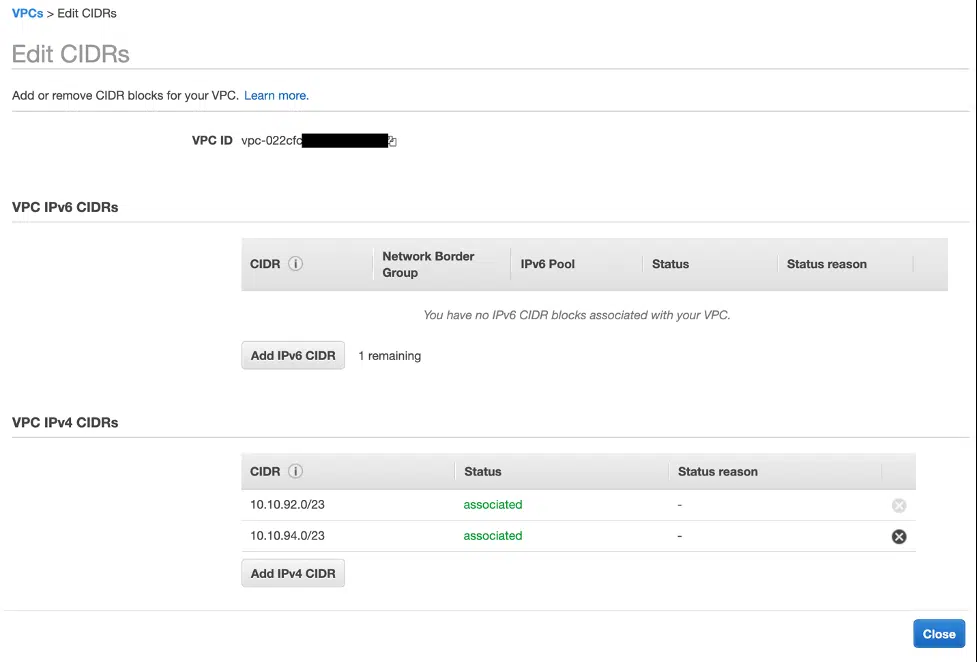 VPCs > Edit CIDRs
Edit CIDRs
Add or remove CIDR blocks for your VPC. Learn more.
VPC ID vpc-022cfc
VPC IPv6 CIDRs
CIDR Network Border Group IPv6 Pool Status Status reason
You have no IPv6 CIDR blocks associated with your VPC.
Add IPv6 CIDR 1 remaining
VPC IPv4 CIDRs
CIDR Status Status reason
10.10.92.0/23 associated -
10.10.94.0/23 associated -
Add IPv4 CIDR
Close